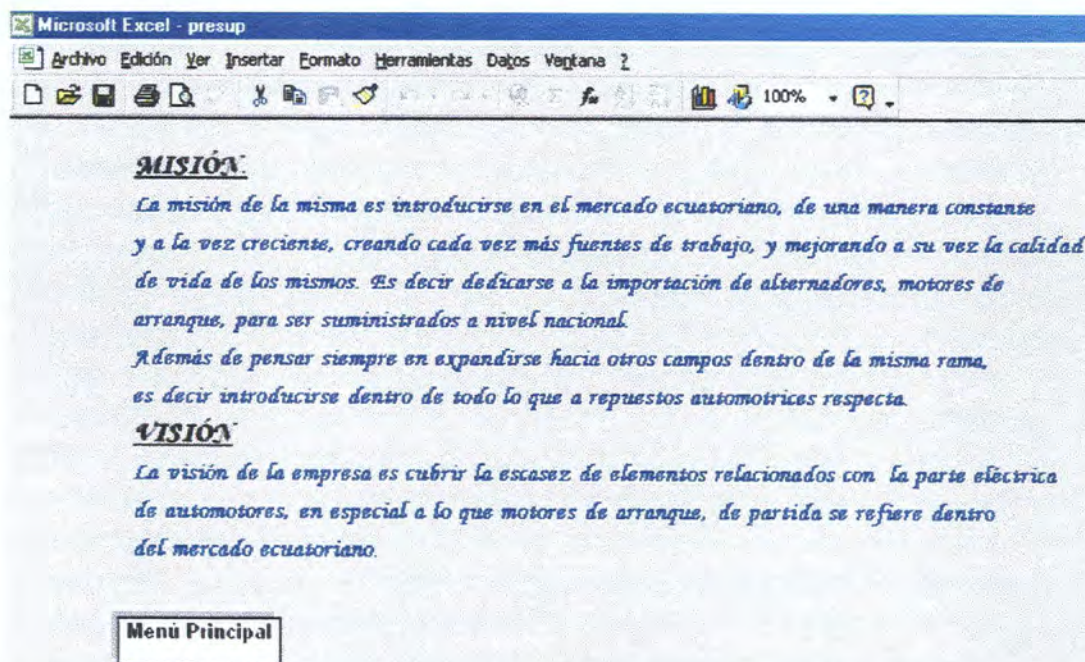 Microsoft Excel - presup
Archivo Edición Ver Insertar Formato Herramientas Datos Ventana ?
100%
MISIÓN.
La misión de la misma es introducirse en el mercado ecuatoriano, de una manera constante
y a la vez creciente, creando cada vez más fuentes de trabajo, y mejorando a su vez la calidad
de vida de los mismos. Es decir dedicarse a la importación de alternadores, motores de
arranque, para ser suministrados a nivel nacional.
Además de pensar siempre en expandirse hacia otros campos dentro de la misma rama,
es decir introducirse dentro de todo lo que a repuestos automotrices respecta.
VISIÓN
La visión de la empresa es cubrir la escasez de elementos relacionados con la parte eléctrica
de automotores, en especial a lo que motores de arranque, de partida se refiere dentro
del mercado ecuatoriano.
Menú Principal